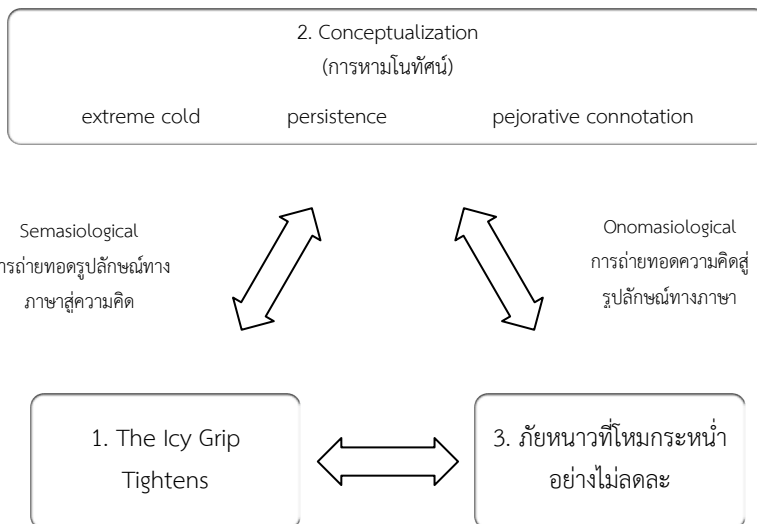 2. Conceptualization
(การหามโนทัศน์)
extreme cold persistence pejorative connotation
Semasiological
ารถ่ายทอดรูปลักษณ์ทาง
ภาษาสู่ความคิด
Onomasiological
การถ่ายทอดความคิดสู่
รูปลักษณ์ทางภาษา
1. The Icy Grip
Tightens
3. ภัยหนาวที่โหมกระหน่ำ
อย่างไม่ลดละ